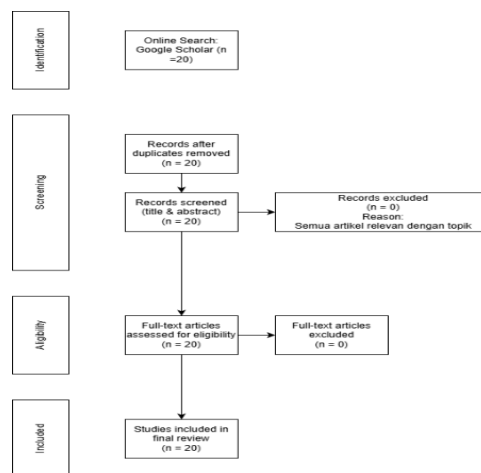 Identification
Online Search:
Google Scholar (n
=20)
Screening
Records after
duplicates removed
(n = 20)
Records screened
(title & abstract)
(n = 20)
Records excluded
(n = 0)
Reason:
Semua artikel relevan dengan topik
Aligibility
Full-text articles
assessed for eligibility
(n = 20)
Full-text articles
excluded
(n = 0)
Included
Studies included in
final review
(n = 20)